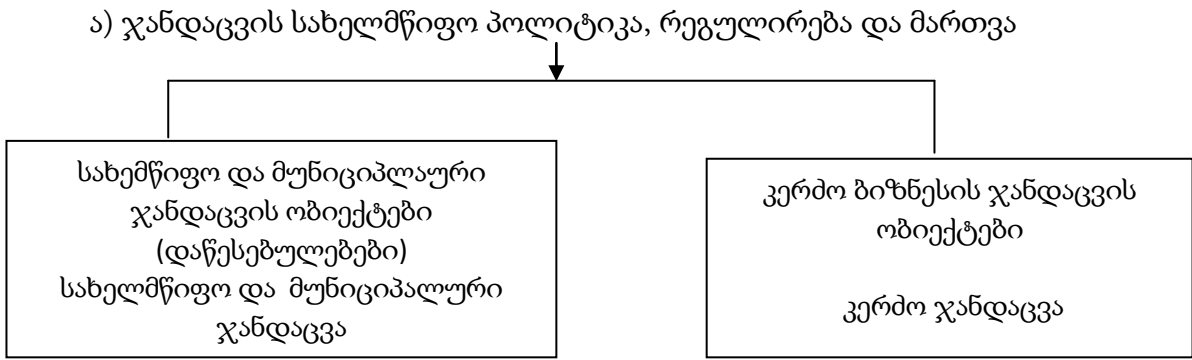 ა) ჯანდაცვის სახელმწიფო პოლიტიკა, რეგულირება და მართვა
სახემწიფო და მუნიციპლაური
ჯანდაცვის ობიექტები
(დაწესებულებები)
სახელმწიფო და მუნიციპალური
ჯანდაცვა
კერძო ბიზნესის ჯანდაცვის
ობიექტები
კერძო ჯანდაცვა